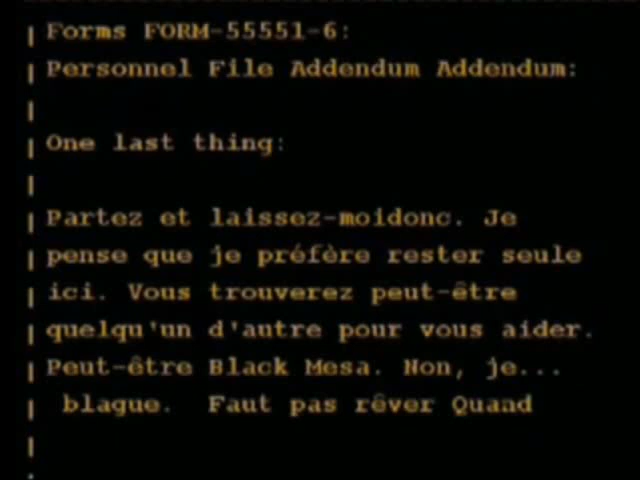 Forms FORM-55551-6:
Personnel File Addendum Addendum:
One last thing:
Partez et laissez-moidonc. Je
pense que je préfère rester seule
ici. Vous trouverez peut-être
quelqu'un d'autre pour vous aider.
Peut-être Black Mesa. Non, je...
blague. Faut pas rêver Quand